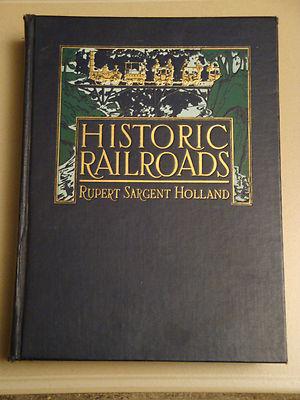 HISTORIC
RAILROADS
RUPERT SARGENT HOLLAND